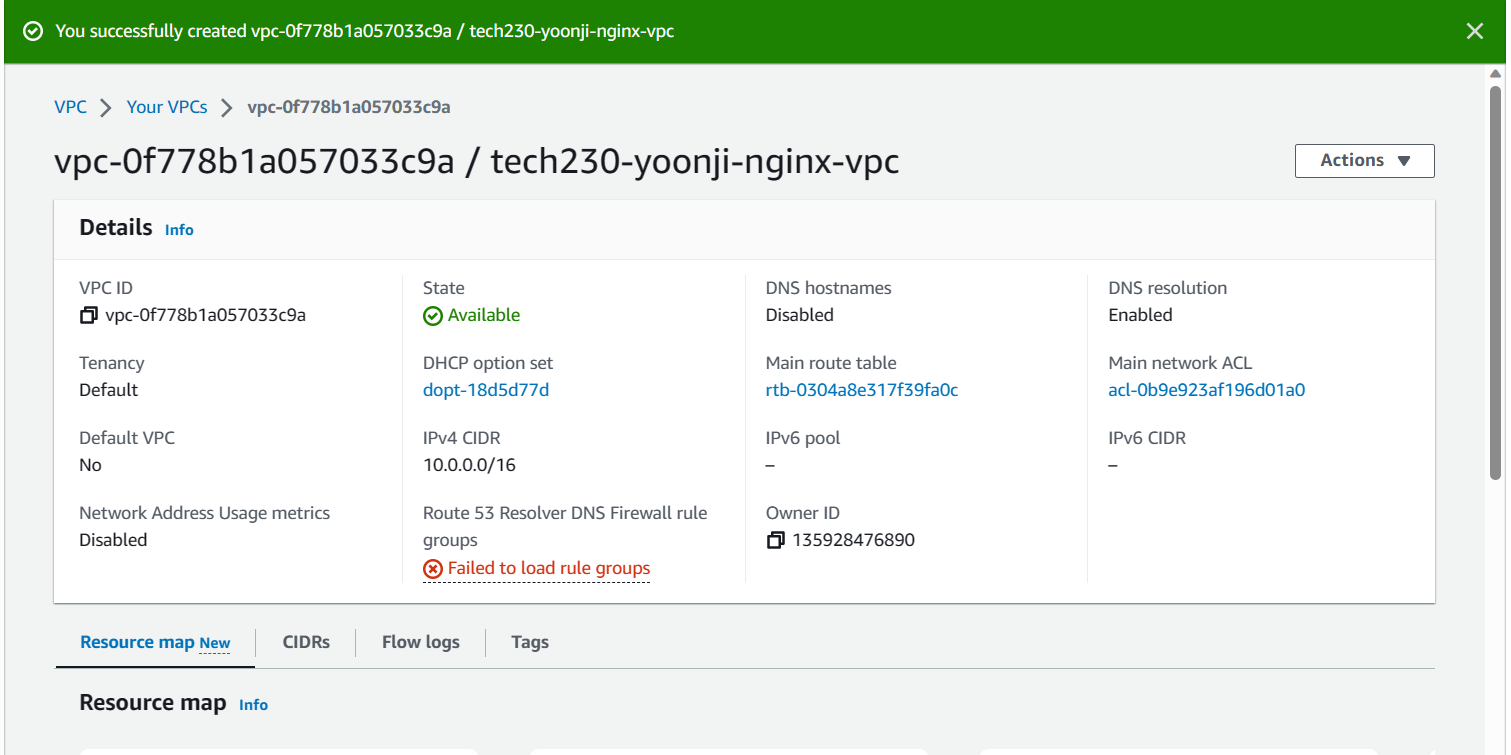 You successfully created vpc-0f778b1a057033c9a / tech230-yoonji-nginx-vpc
VPC > Your VPCs > vpc-0f778b1a057033c9a
vpc-0f778b1a057033c9a / tech230-yoonji-nginx-vpc
Actions
Details Info
VPC ID
vpc-0f778b1a057033c9a
State
Available
DNS hostnames
Disabled
DNS resolution
Enabled
Tenancy
Default
DHCP option set
dopt-18d5d77d
Main route table
rtb-0304a8e317f39fa0c
Main network ACL
acl-0b9e923af196d01a0
Default VPC
No
IPv4 CIDR
10.0.0.0/16
IPv6 pool
–
IPv6 CIDR
–
Network Address Usage metrics
Disabled
Route 53 Resolver DNS Firewall rule
groups
Failed to load rule groups
Owner ID
135928476890
Resource map New
CIDRs
Flow logs
Tags
Resource map Info